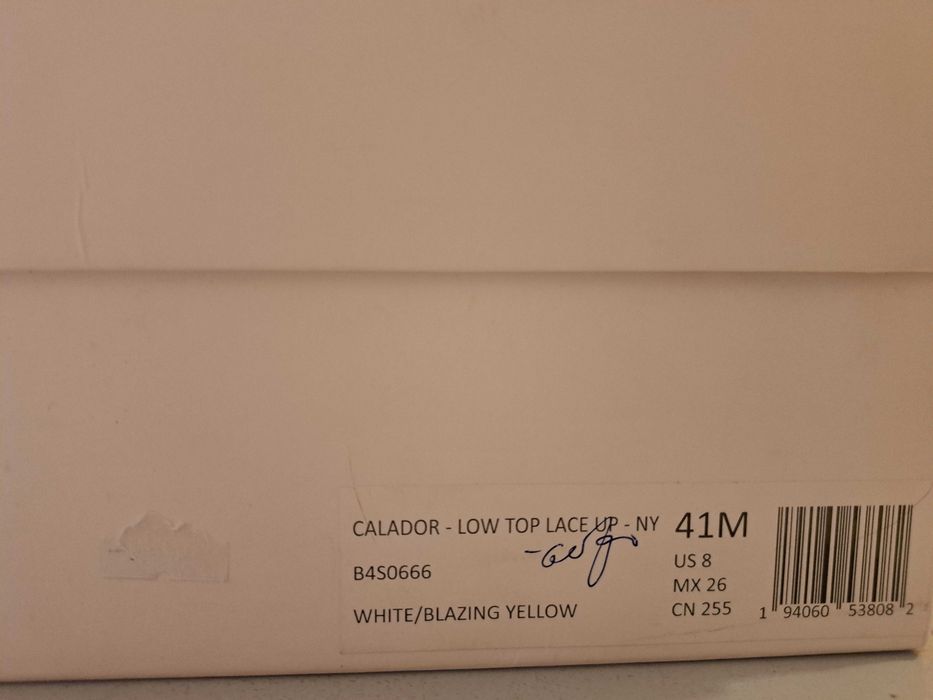 CALADOR - LOW TOP LACE UP - NY 41M
US 8
B4S0666
MX 26
WHITE/BLAZING YELLOW CN 255
1 94060 53808 2